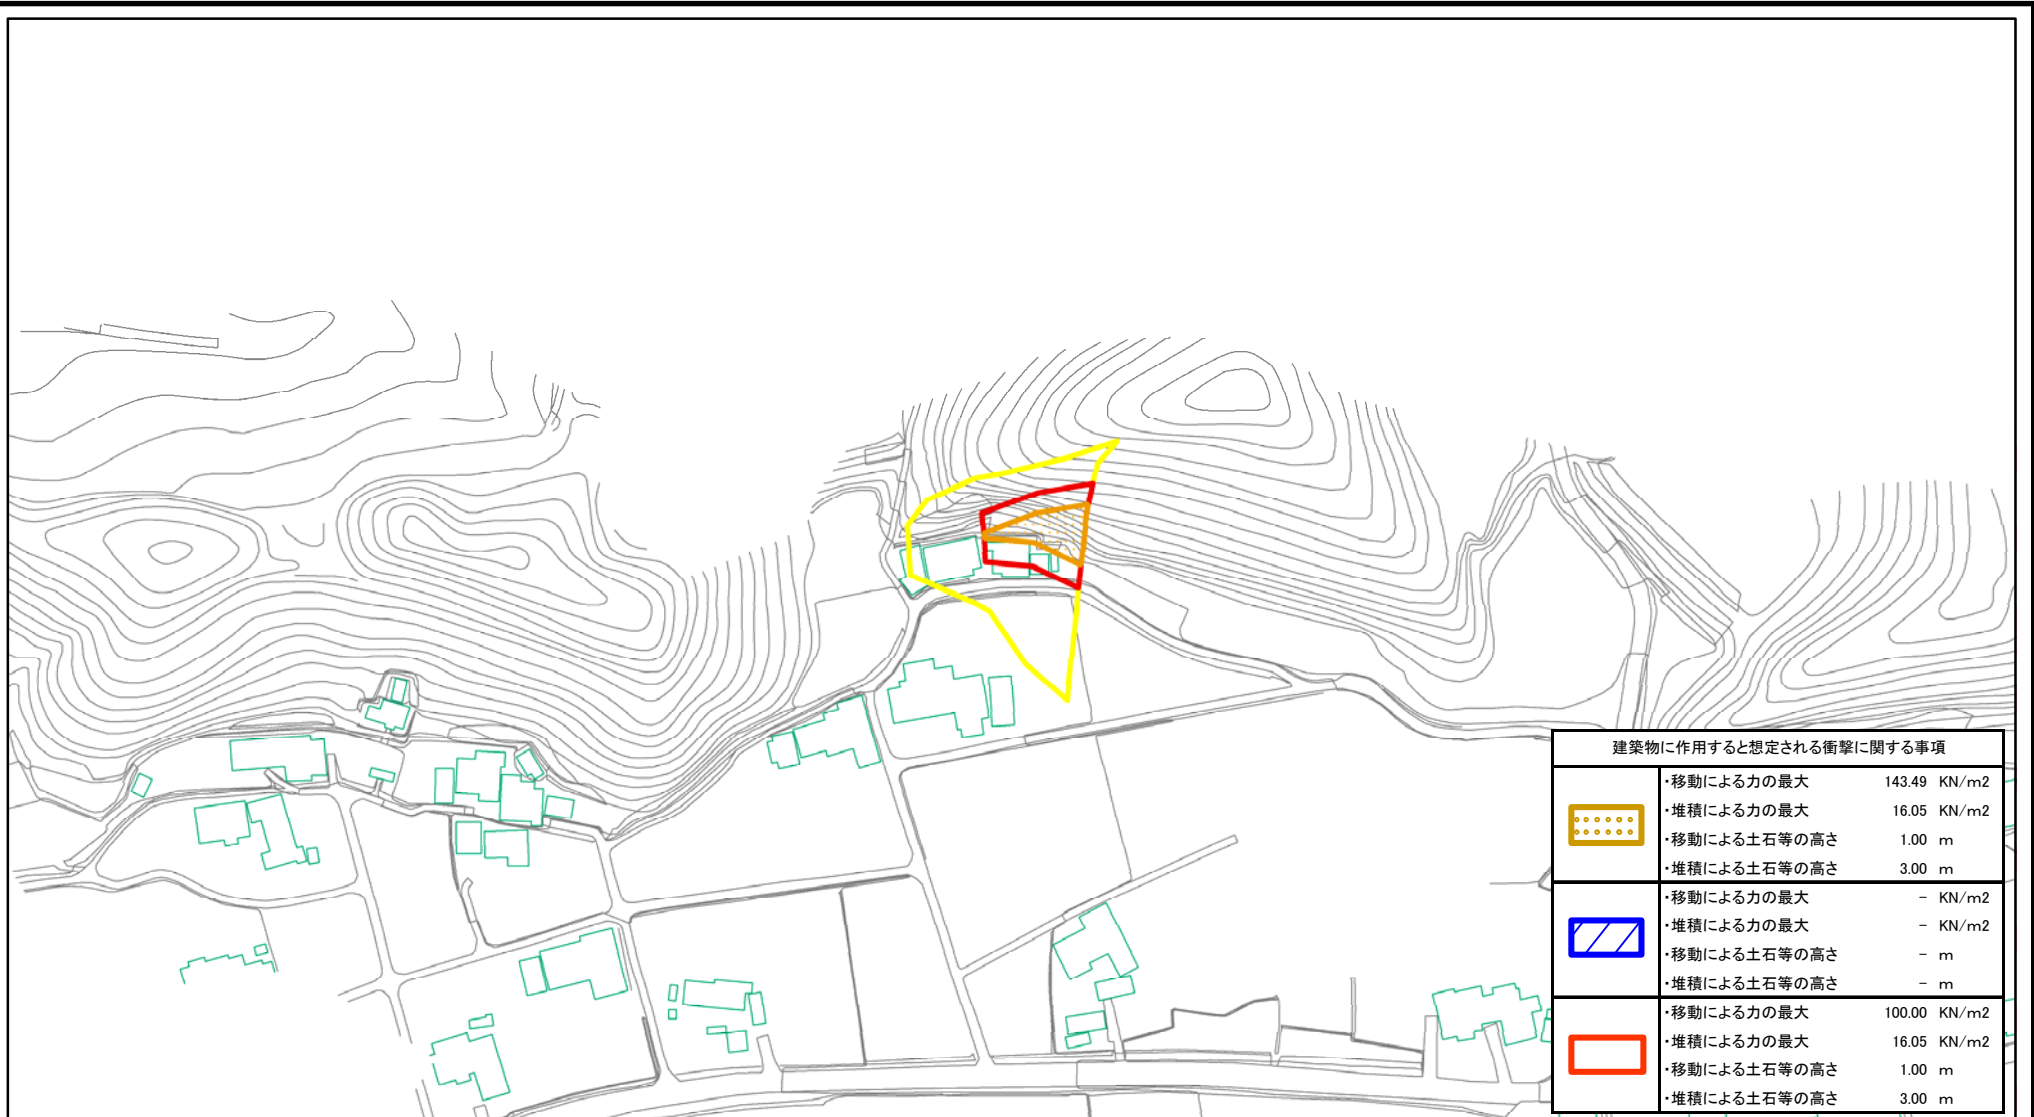 建築物に作用すると想定される衝撃に関する事項
・移動による力の最大 143.49 KN/m2
・堆積による力の最大 16.05 KN/m2
・移動による土石等の高さ 1.00 m
・堆積による土石等の高さ 3.00 m
・移動による力の最大 - KN/m2
・堆積による力の最大 - KN/m2
・移動による土石等の高さ - m
・堆積による土石等の高さ - m
・移動による力の最大 100.00 KN/m2
・堆積による力の最大 16.05 KN/m2
・移動による土石等の高さ 1.00 m
・堆積による土石等の高さ 3.00 m